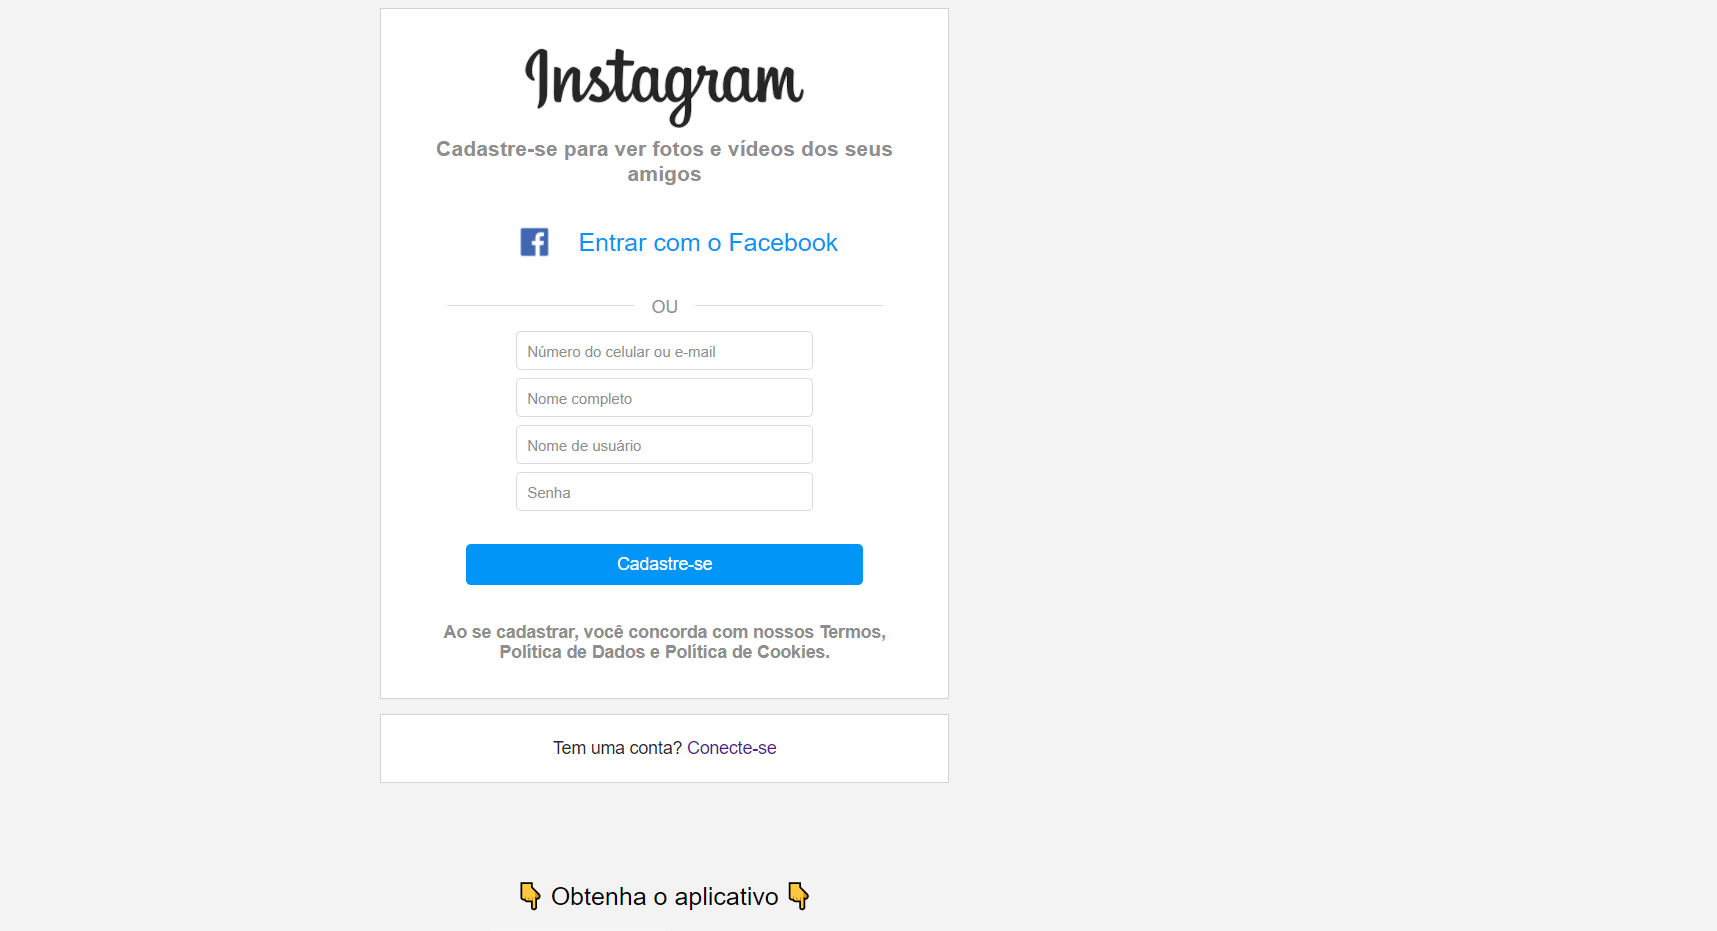 Instagram
Cadastre-se para ver fotos e vídeos dos seus
amigos
Entrar com o Facebook
OU
Número do celular ou e-mail
Nome completo
Nome de usuário
Senha
Cadastre-se
Ao se cadastrar, você concorda com nossos Termos,
Política de Dados e Política de Cookies.
Tem uma conta? Conecte-se
👇 Obtenha o aplicativo 👇